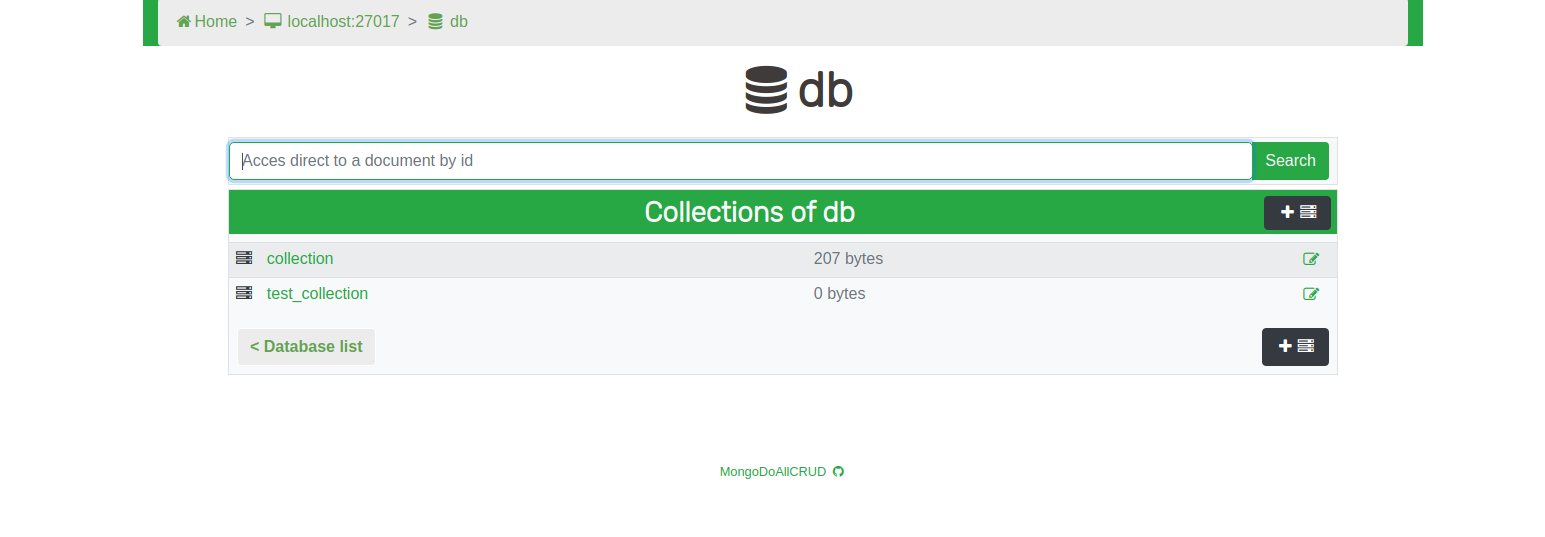 Home > localhost:27017 > db
db
Acces direct to a document by id Search
Collections of db
collection 207 bytes
test_collection 0 bytes
< Database list
MongoDoAllCRUD